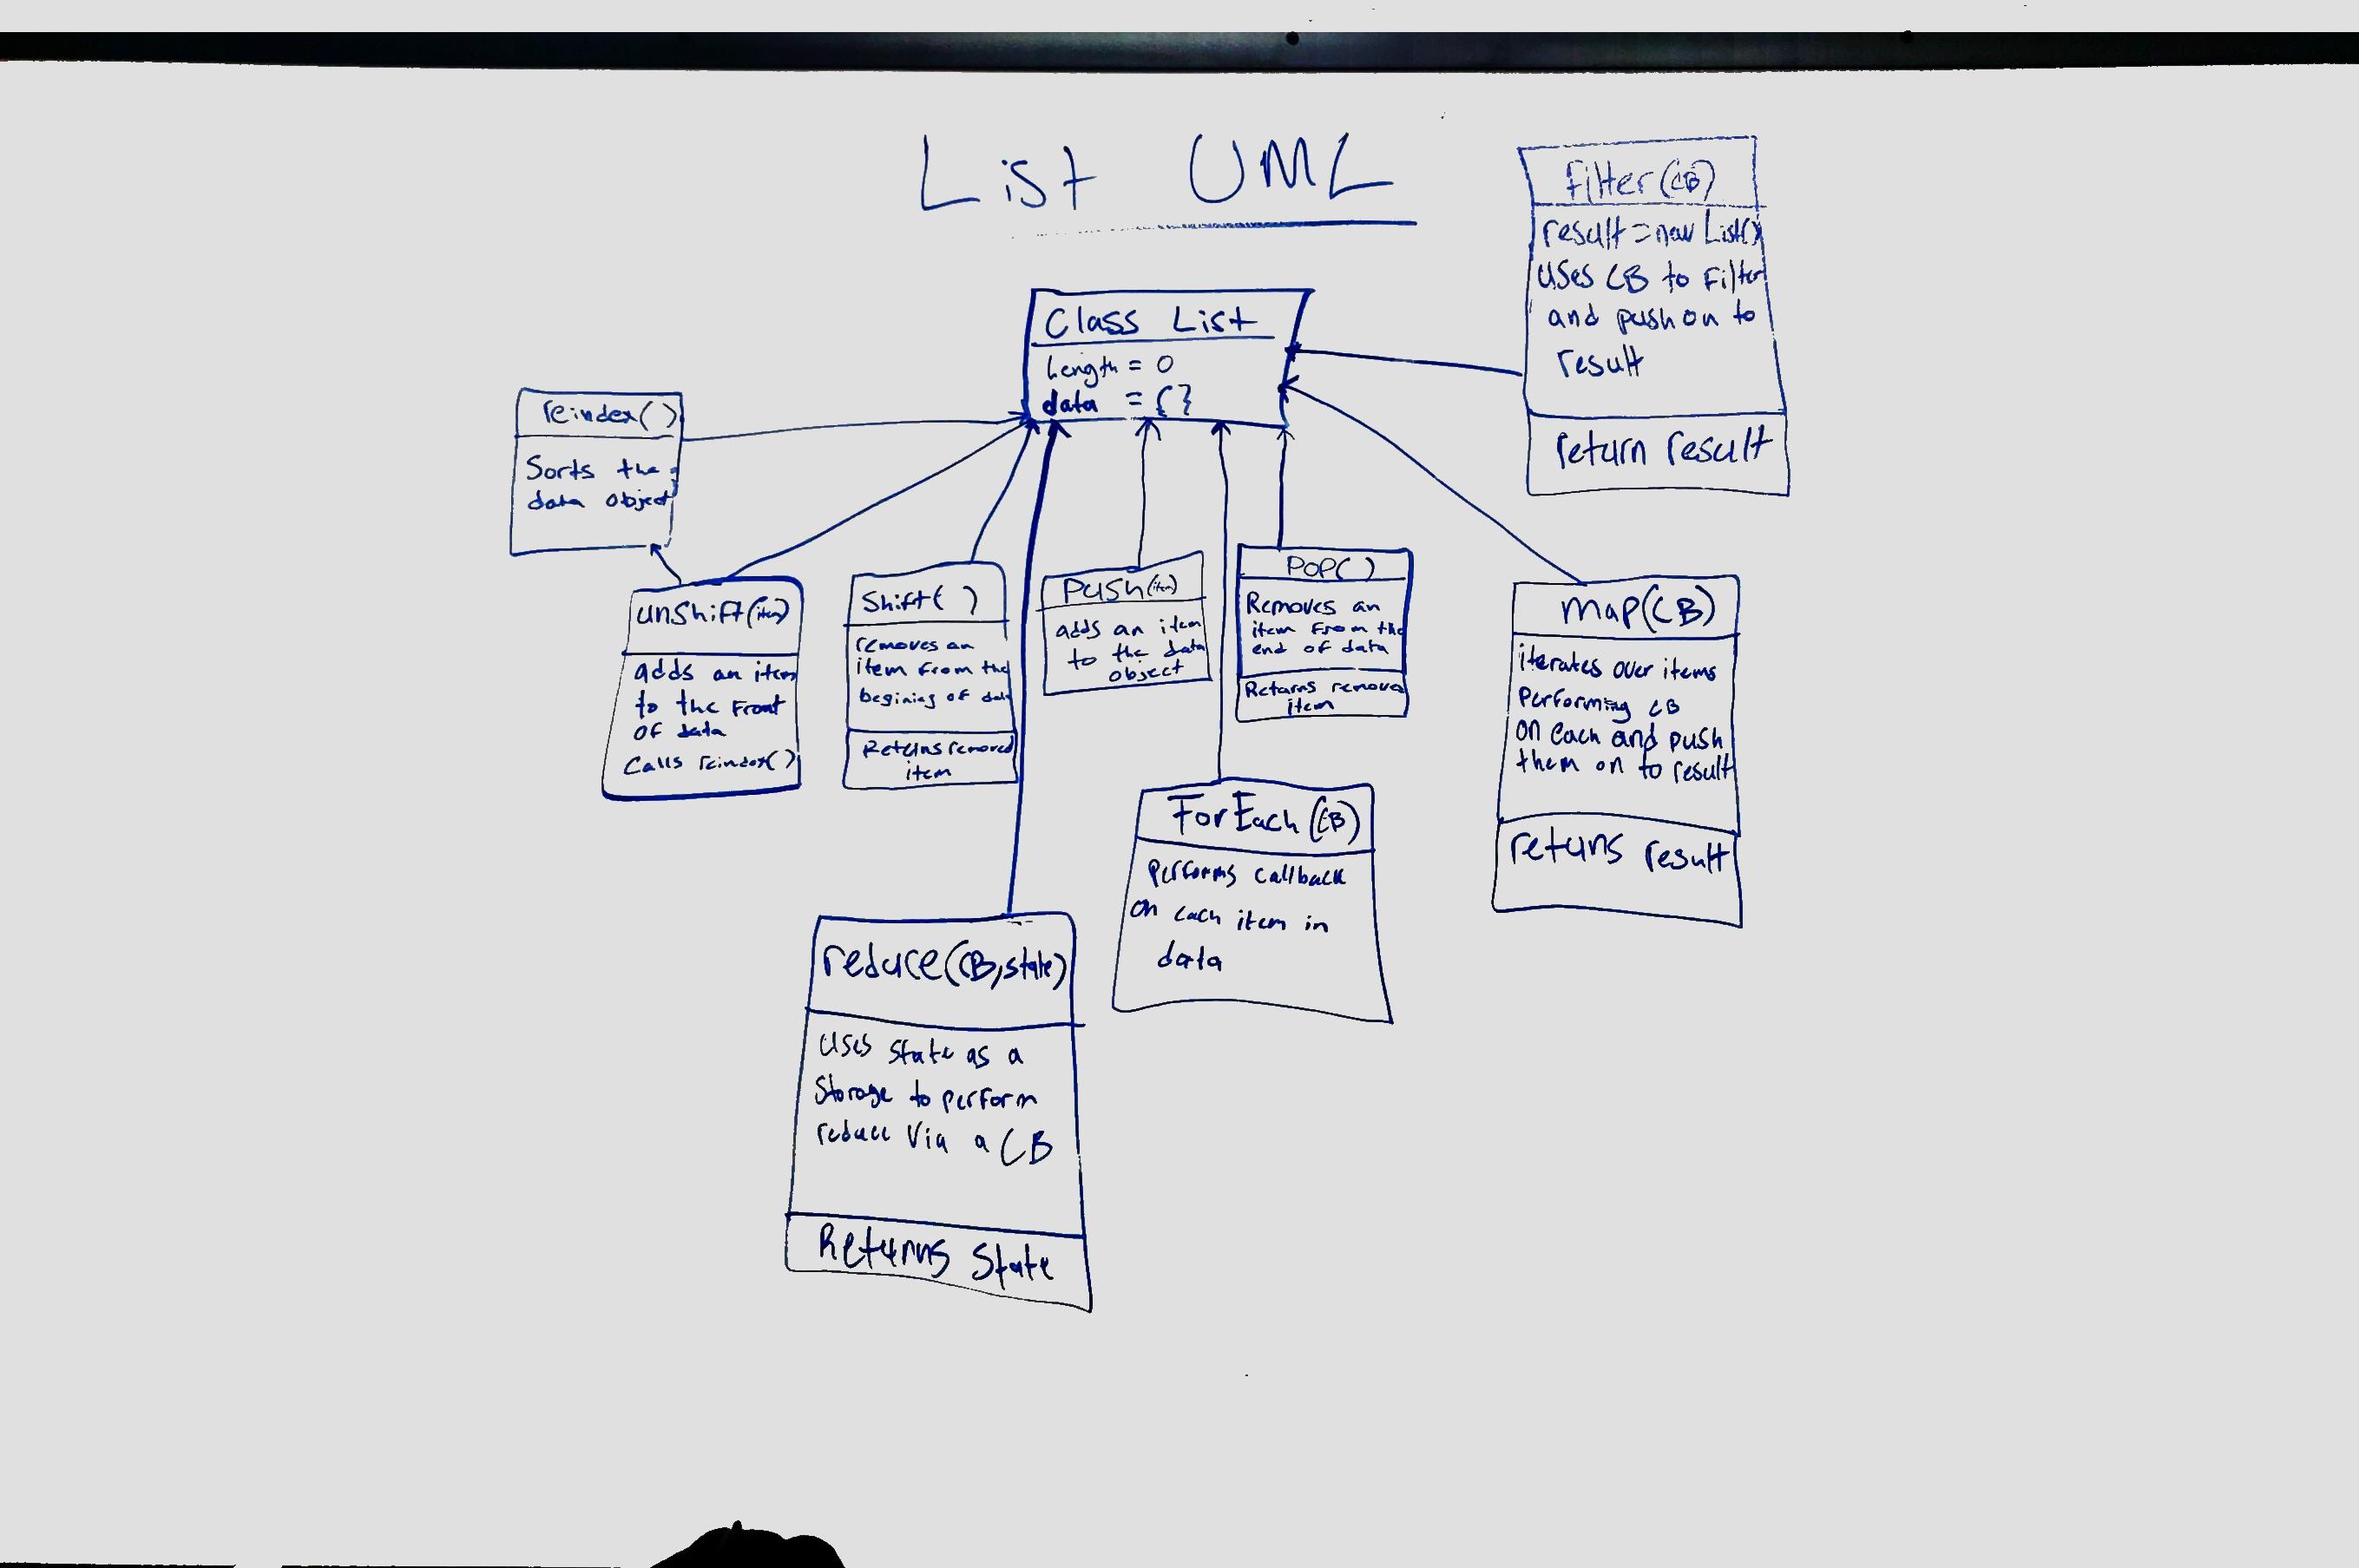 List UML
filter(CB)
result = new List()
uses CB to Filter
and push on to
result
return result
Class List
Length = 0
data = {}
reindex()
Sorts the
data object
unshift(item)
adds an item
to the Front
of data
Calls reindex()
Shift( )
removes an
item from the
begining of data
Returns removed
item
Push(item)
adds an item
to the data
object
POP()
Removes an
item From the
end of data
Returns remove
item
map(CB)
iterates over items
Performing CB
on each and push
them on to result
returns result
ForEach(CB)
Performs callback
on each item in
data
reduce(CB,state)
Uses state as a
Storage to perform
reduce Via a CB
Returns State